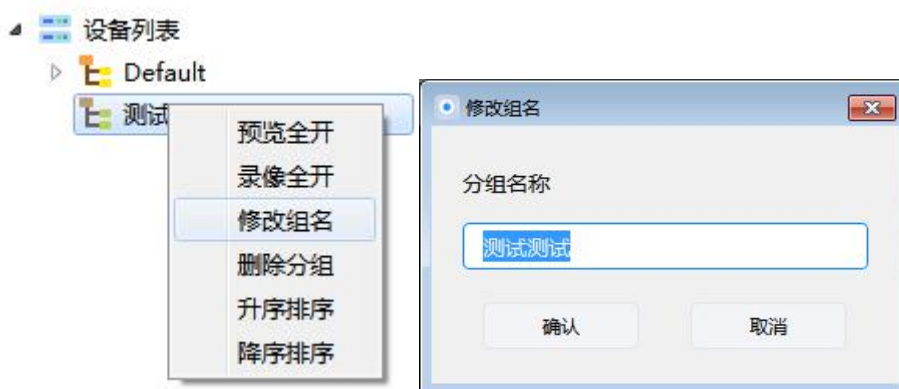 设备列表
Default
测试
预览全开
录像全开
修改组名
删除分组
升序排序
降序排序
修改组名
分组名称
测试测试
确认
取消